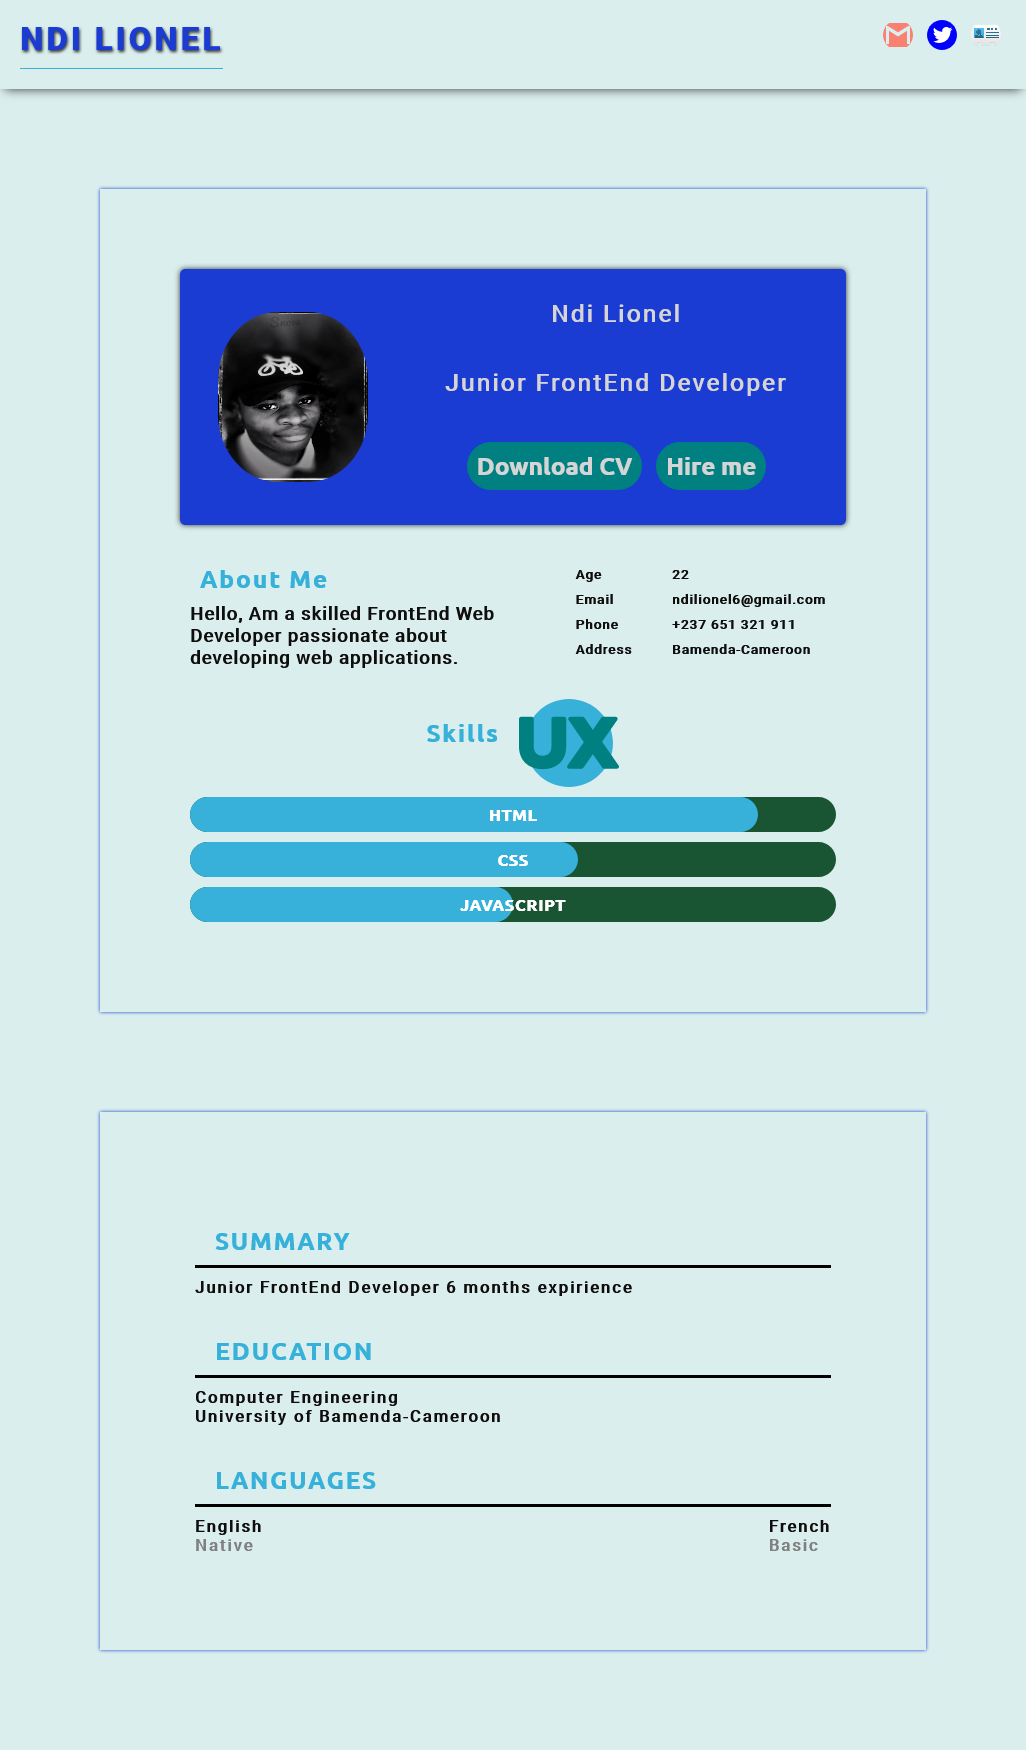 NDI LIONEL
Ndi Lionel
Junior FrontEnd Developer
Download CV
Hire me
About Me
Hello, Am a skilled FrontEnd Web
Developer passionate about
developing web applications.
Age 22
Email ndilionel6@gmail.com
Phone +237 651 321 911
Address Bamenda-Cameroon
Skills
UX
HTML
CSS
JAVASCRIPT
SUMMARY
Junior FrontEnd Developer 6 months expirience
EDUCATION
Computer Engineering
University of Bamenda-Cameroon
LANGUAGES
English
Native
French
Basic